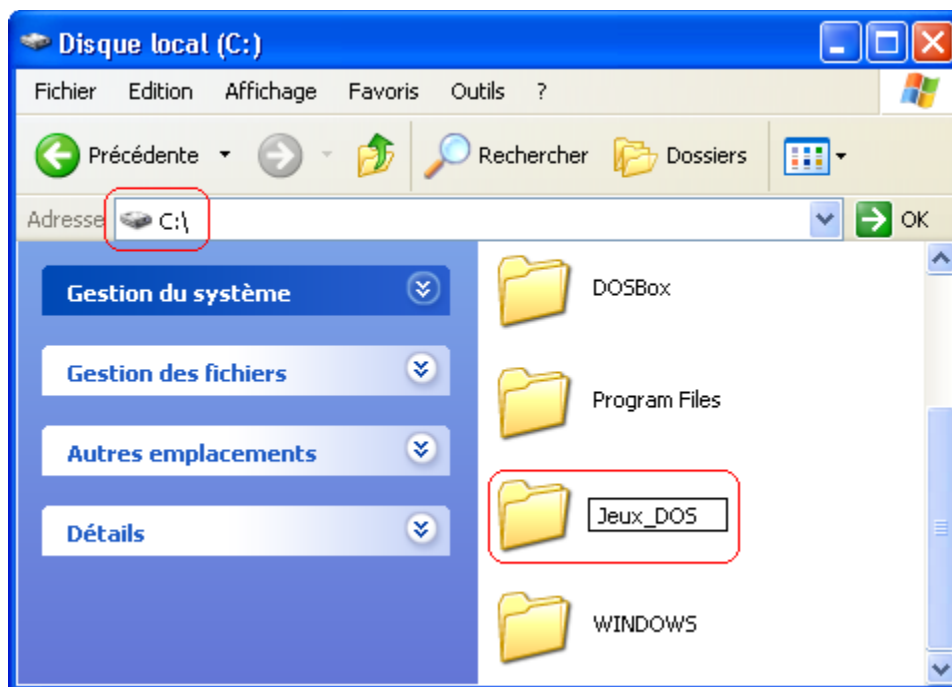 Disque local (C:)
Fichier Edition Affichage Favoris Outils ?
Précédente Rechercher Dossiers
Adresse C:\ OK
Gestion du système
Gestion des fichiers
Autres emplacements
Détails
DOSBox
Program Files
Jeux_DOS
WINDOWS